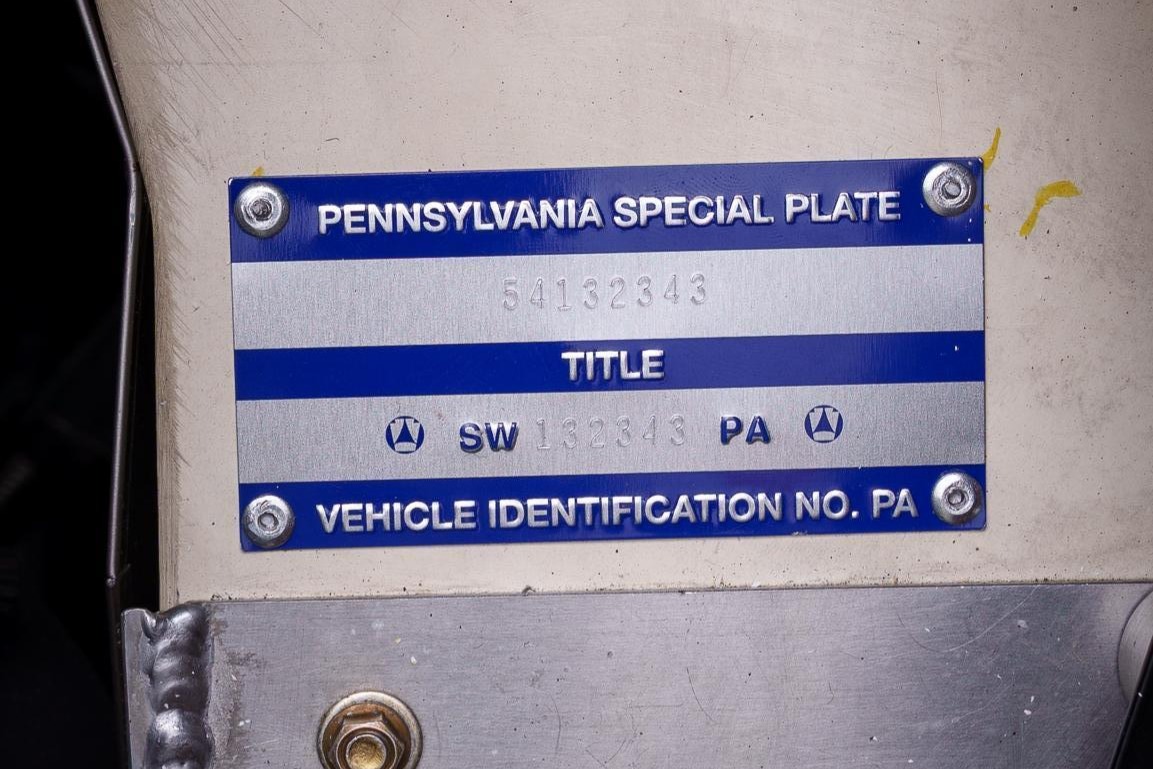 PENNSYLVANIA SPECIAL PLATE
54132343
TITLE
SW 132343 PA
VEHICLE IDENTIFICATION NO. PA